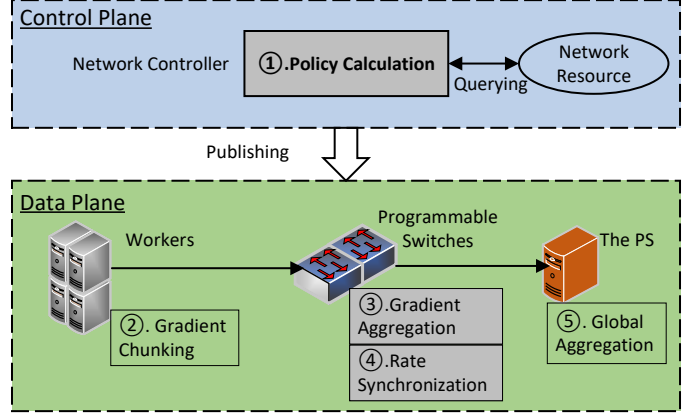 Control Plane
Network Controller
①.Policy Calculation
Querying
Network
Resource
Publishing
Data Plane
Workers
Programmable
Switches
The PS
②. Gradient
Chunking
③.Gradient
Aggregation
④.Rate
Synchronization
⑤. Global
Aggregation